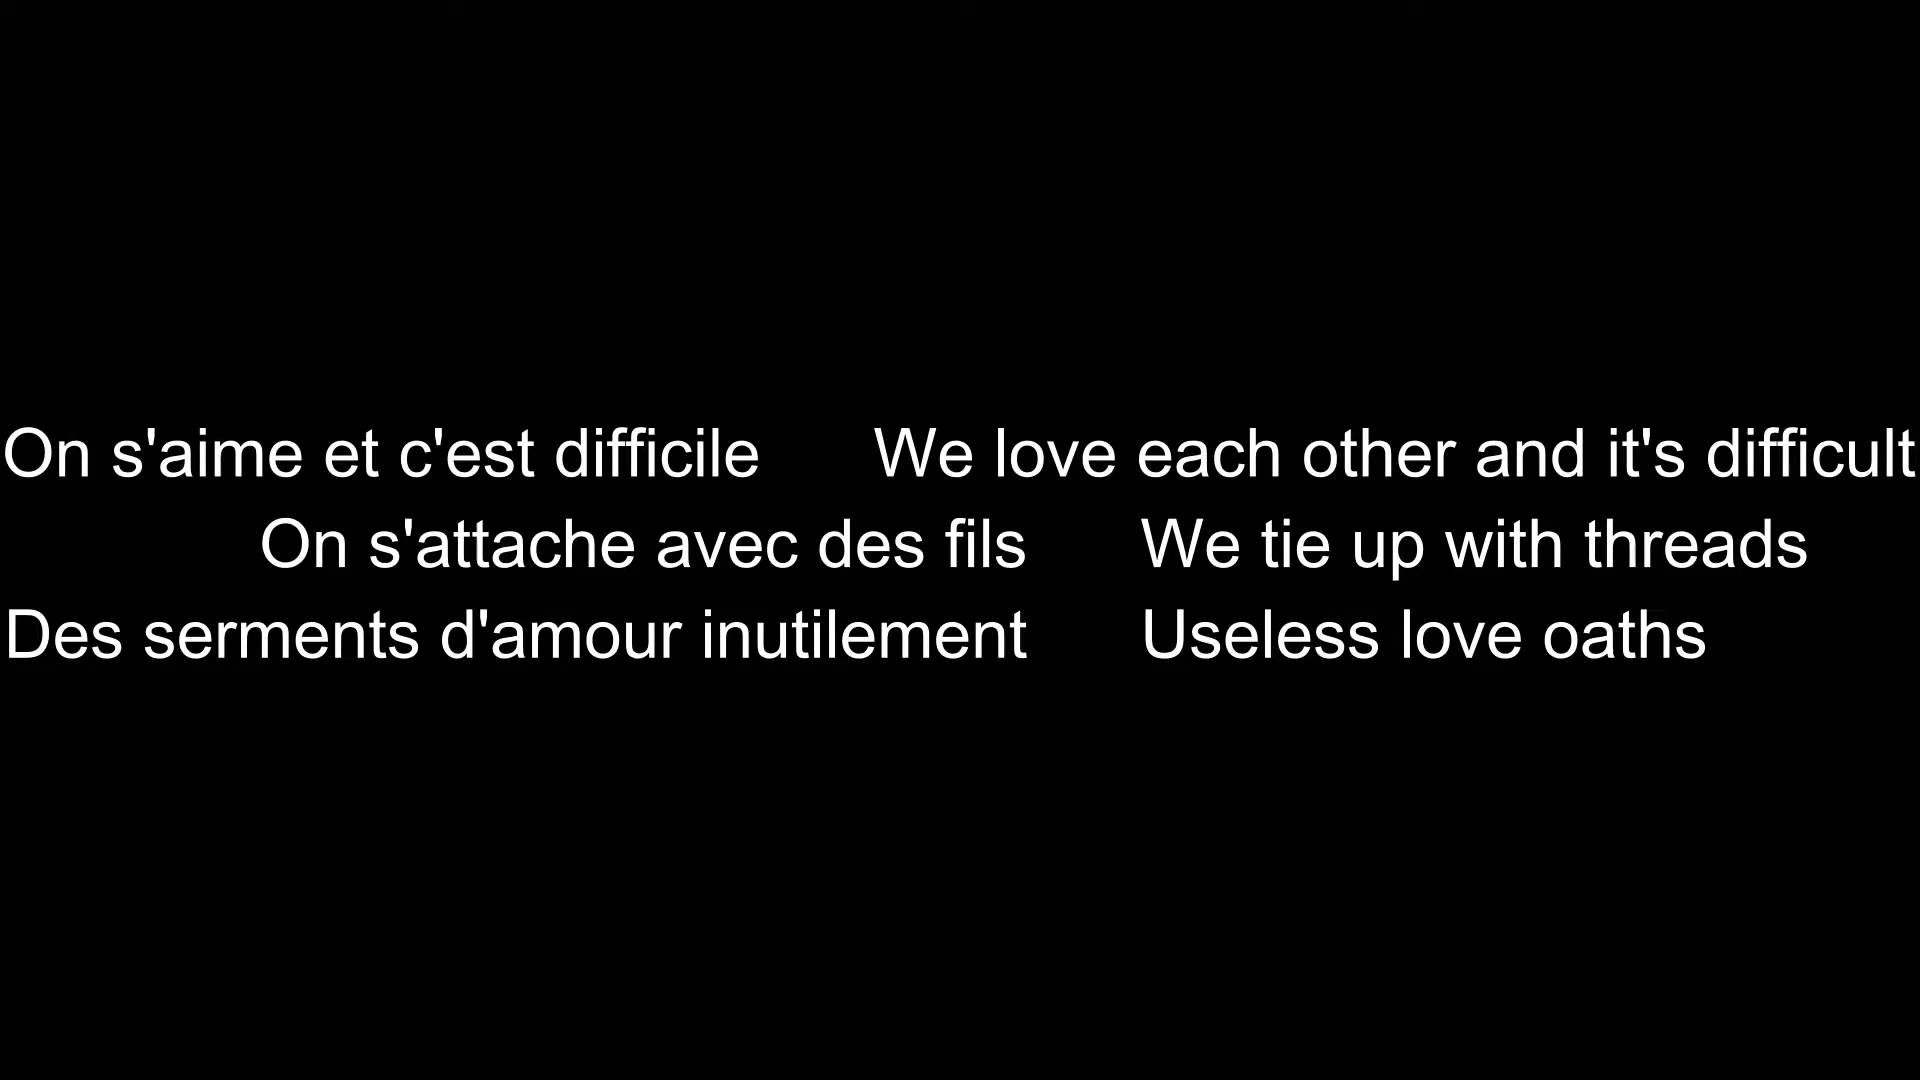 On s'aime et c'est difficile We love each other and it's difficult
On s'attache avec des fils We tie up with threads
Des serments d'amour inutilement Useless love oaths